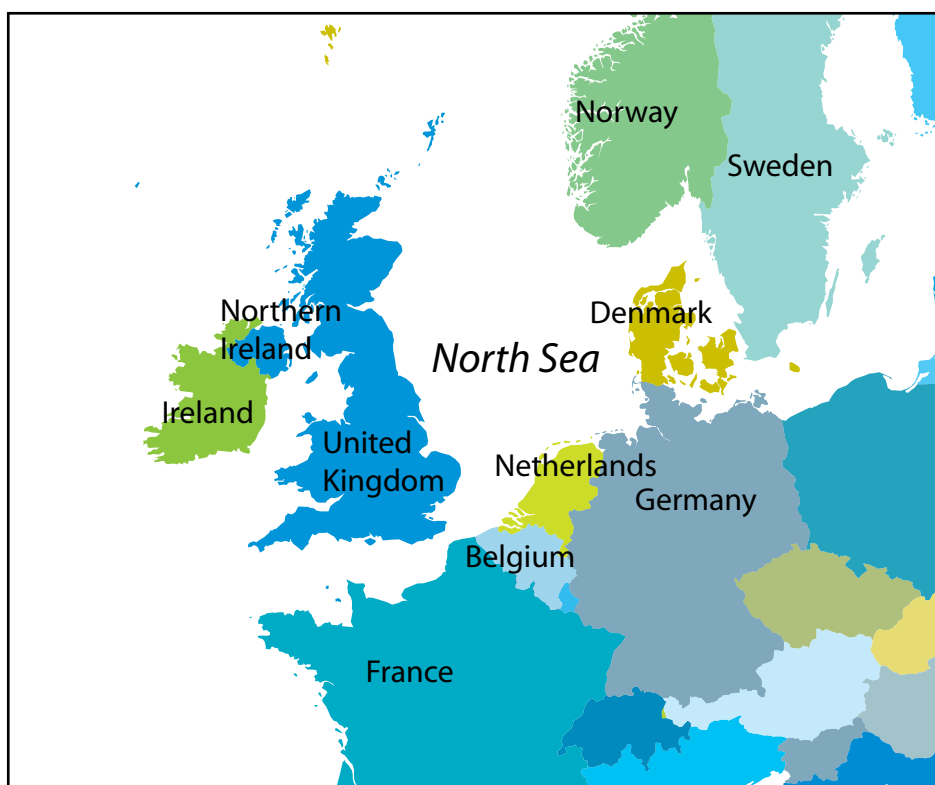 Norway
Sweden
Northern
Ireland
Denmark
North Sea
Ireland
United
Kingdom
Netherlands
Germany
Belgium
France